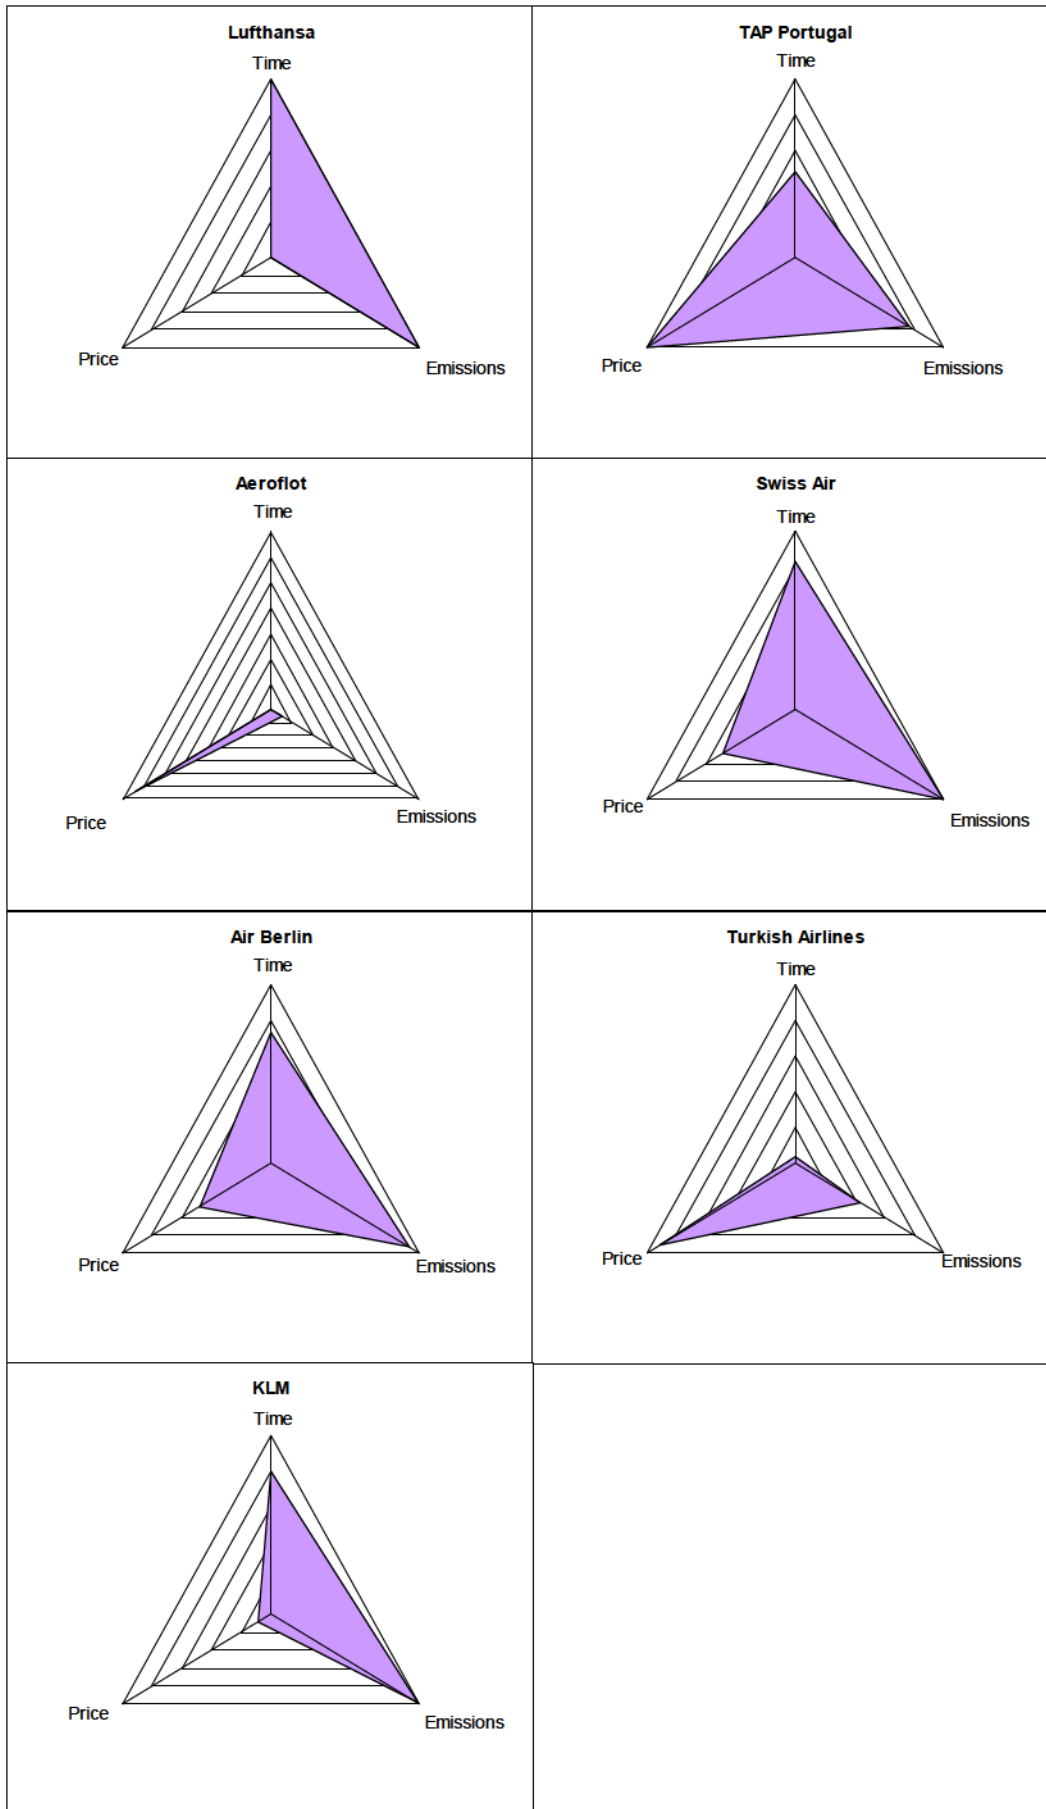 Lufthansa
Time
Price
Emissions
TAP Portugal
Time
Price
Emissions
Aeroflot
Time
Price
Emissions
Swiss Air
Time
Price
Emissions
Air Berlin
Time
Price
Emissions
Turkish Airlines
Time
Price
Emissions
KLM
Time
Price
Emissions